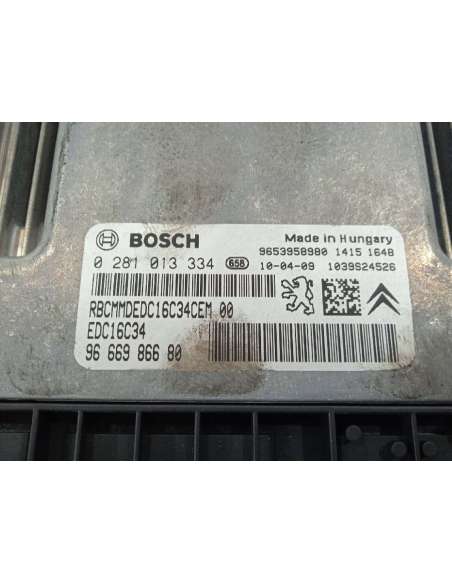 BOSCH
Made in Hungary
9653958980 1415 1648
0 281 013 334 658 10-04-09 1039S24526
RBCMMDEDC16C34CEM 00
EDC16C34
96 669 866 80